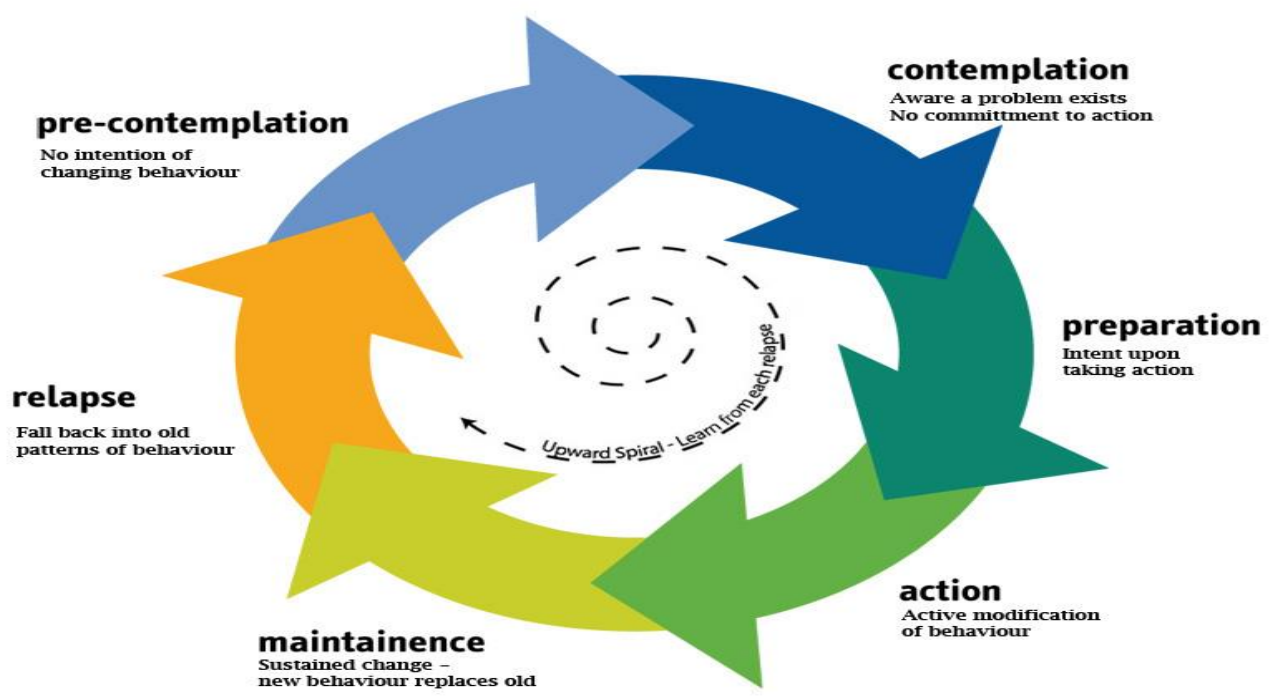 pre-contemplation
No intention of
changing behaviour
contemplation
Aware a problem exists
No committment to action
preparation
Intent upon
taking action
action
Active modification
of behaviour
maintainence
Sustained change –
new behaviour replaces old
relapse
Fall back into old
patterns of behaviour
Upward Spiral - Learn from each relapse